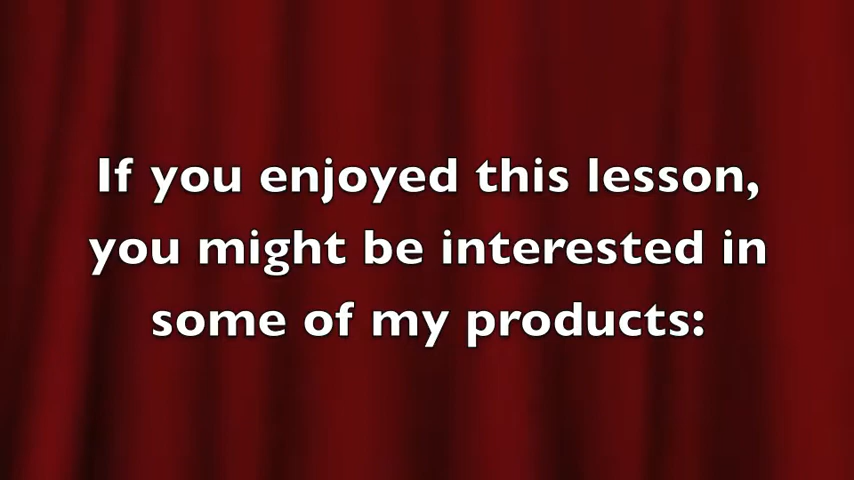 If you enjoyed this lesson,
you might be interested in
some of my products: